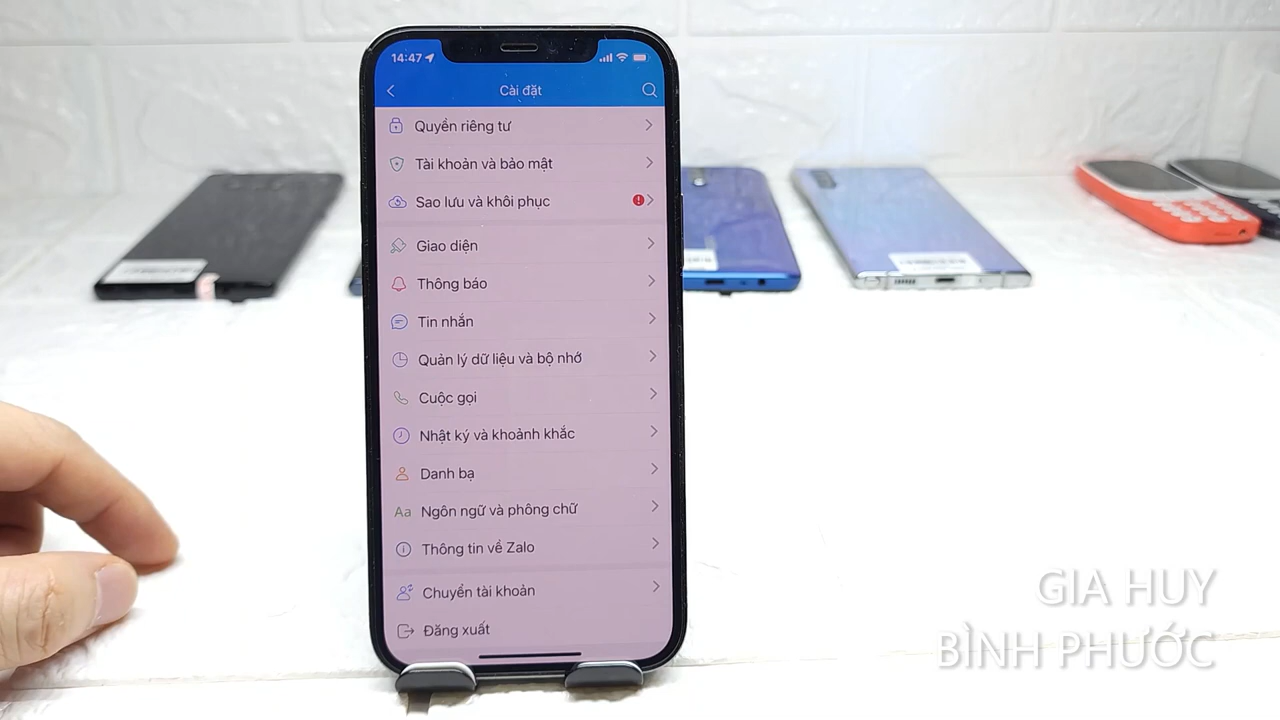 14:47
Cài đặt
Quyền riêng tư
Tài khoản và bảo mật
Sao lưu và khôi phục
Giao diện
Thông báo
Tin nhắn
Quản lý dữ liệu và bộ nhớ
Cuộc gọi
Nhật ký và khoảnh khắc
Danh bạ
Aa Ngôn ngữ và phông chữ
Thông tin về Zalo
Chuyển tài khoản
Đăng xuất
GIA HUY
BÌNH PHƯỚC